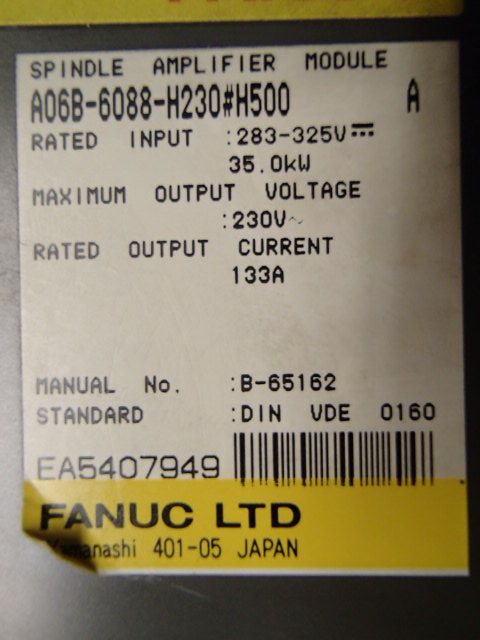 SPINDLE AMPLIFIER MODULE
A06B-6088-H230#H500 A
RATED INPUT :283-325V⎓
35.0kW
MAXIMUM OUTPUT VOLTAGE
:230V~
RATED OUTPUT CURRENT
133A
MANUAL No. :B-65162
STANDARD :DIN VDE 0160
EA5407949
FANUC LTD
Yamanashi 401-05 JAPAN